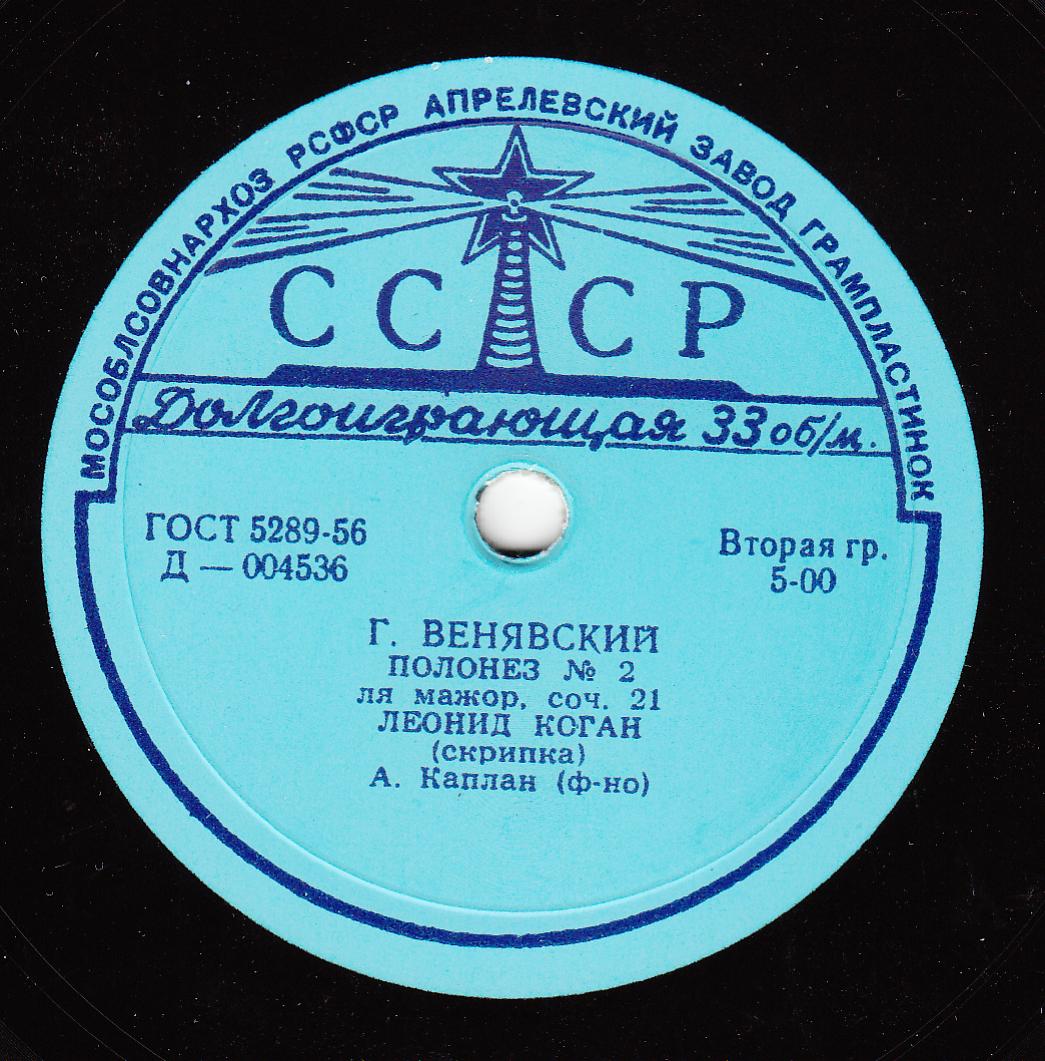 МОСОБЛСОВНАРХОЗ РСФСР АПРЕЛЕВСКИЙ ЗАВОД ГРАМПЛАСТИНОК
СССР
Долгоиграющая 33 об/м.
ГОСТ 5289-56
Д — 004536
Вторая гр.
5-00
Г. ВЕНЯВСКИЙ
ПОЛОНЕЗ № 2
ля мажор, соч. 21
ЛЕОНИД КОГАН
(скрипка)
А. Каплан (ф-но)